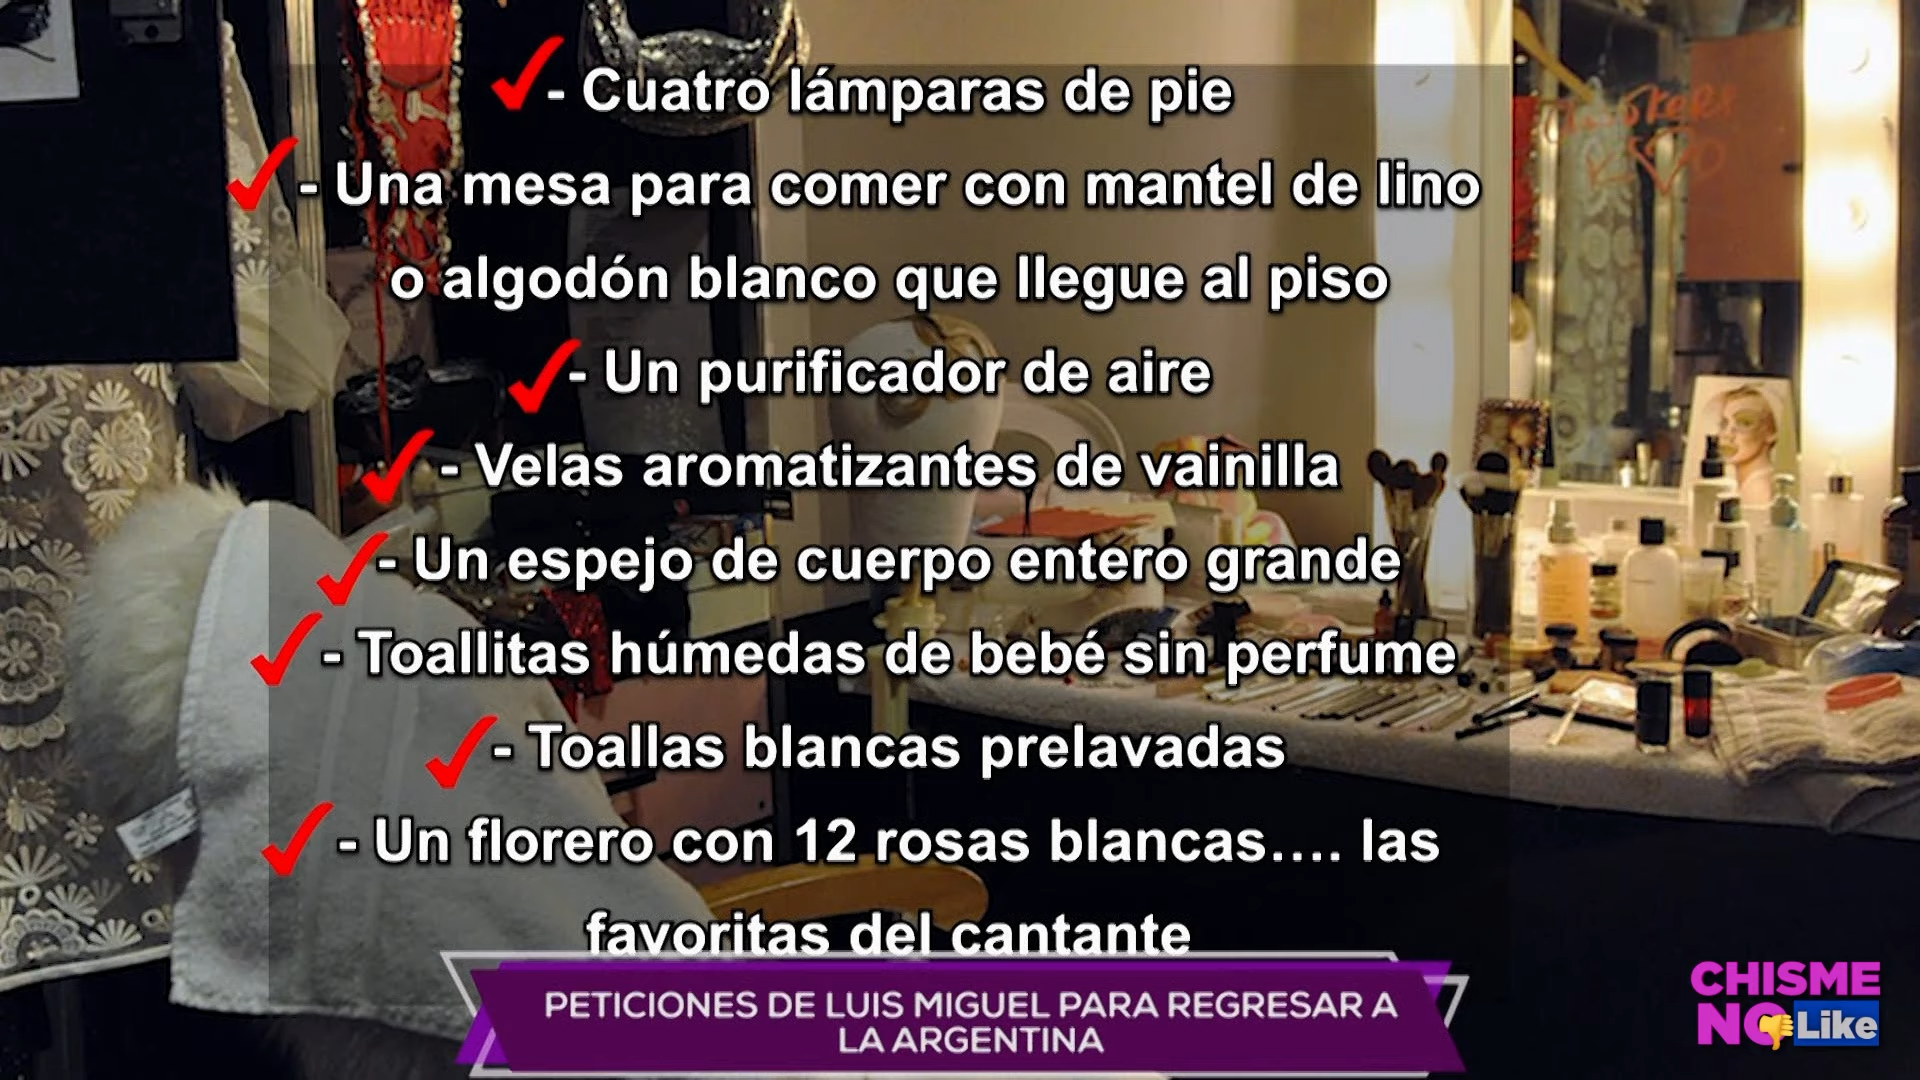 - Cuatro lámparas de pie
- Una mesa para comer con mantel de lino
o algodón blanco que llegue al piso
- Un purificador de aire
- Velas aromatizantes de vainilla
- Un espejo de cuerpo entero grande
- Toallitas húmedas de bebé sin perfume
- Toallas blancas prelavadas
- Un florero con 12 rosas blancas.... las
favoritas del cantante
PETICIONES DE LUIS MIGUEL PARA REGRESAR A
LA ARGENTINA
CHISME
NO Like